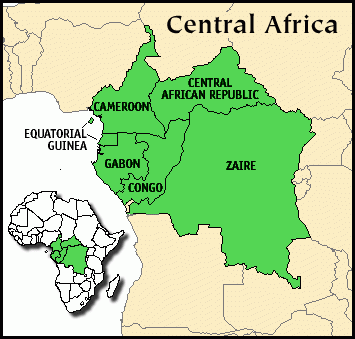 Central Africa
CENTRAL
AFRICAN REPUBLIC
CAMEROON
EQUATORIAL
GUINEA
GABON
ZAIRE
CONGO